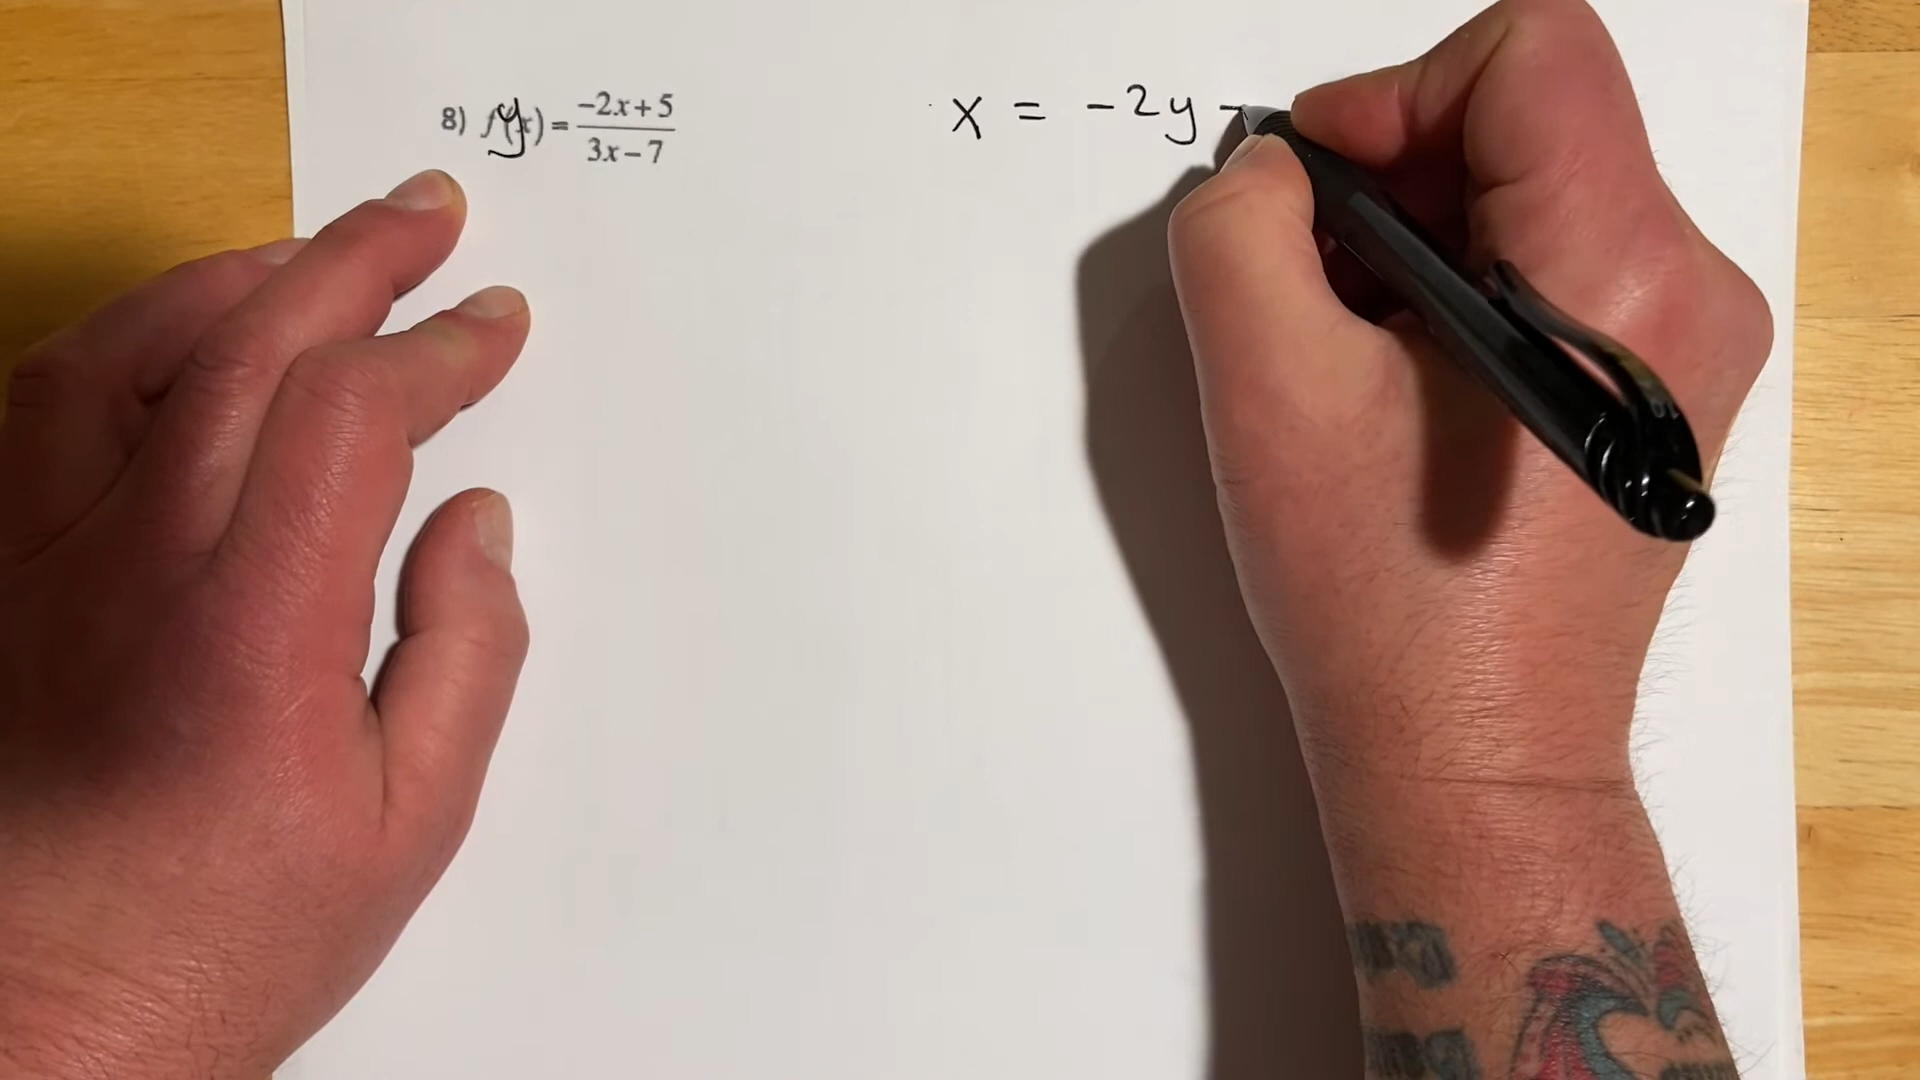 8) f(x) = -2x+5
3x-7
y
x = -2y -